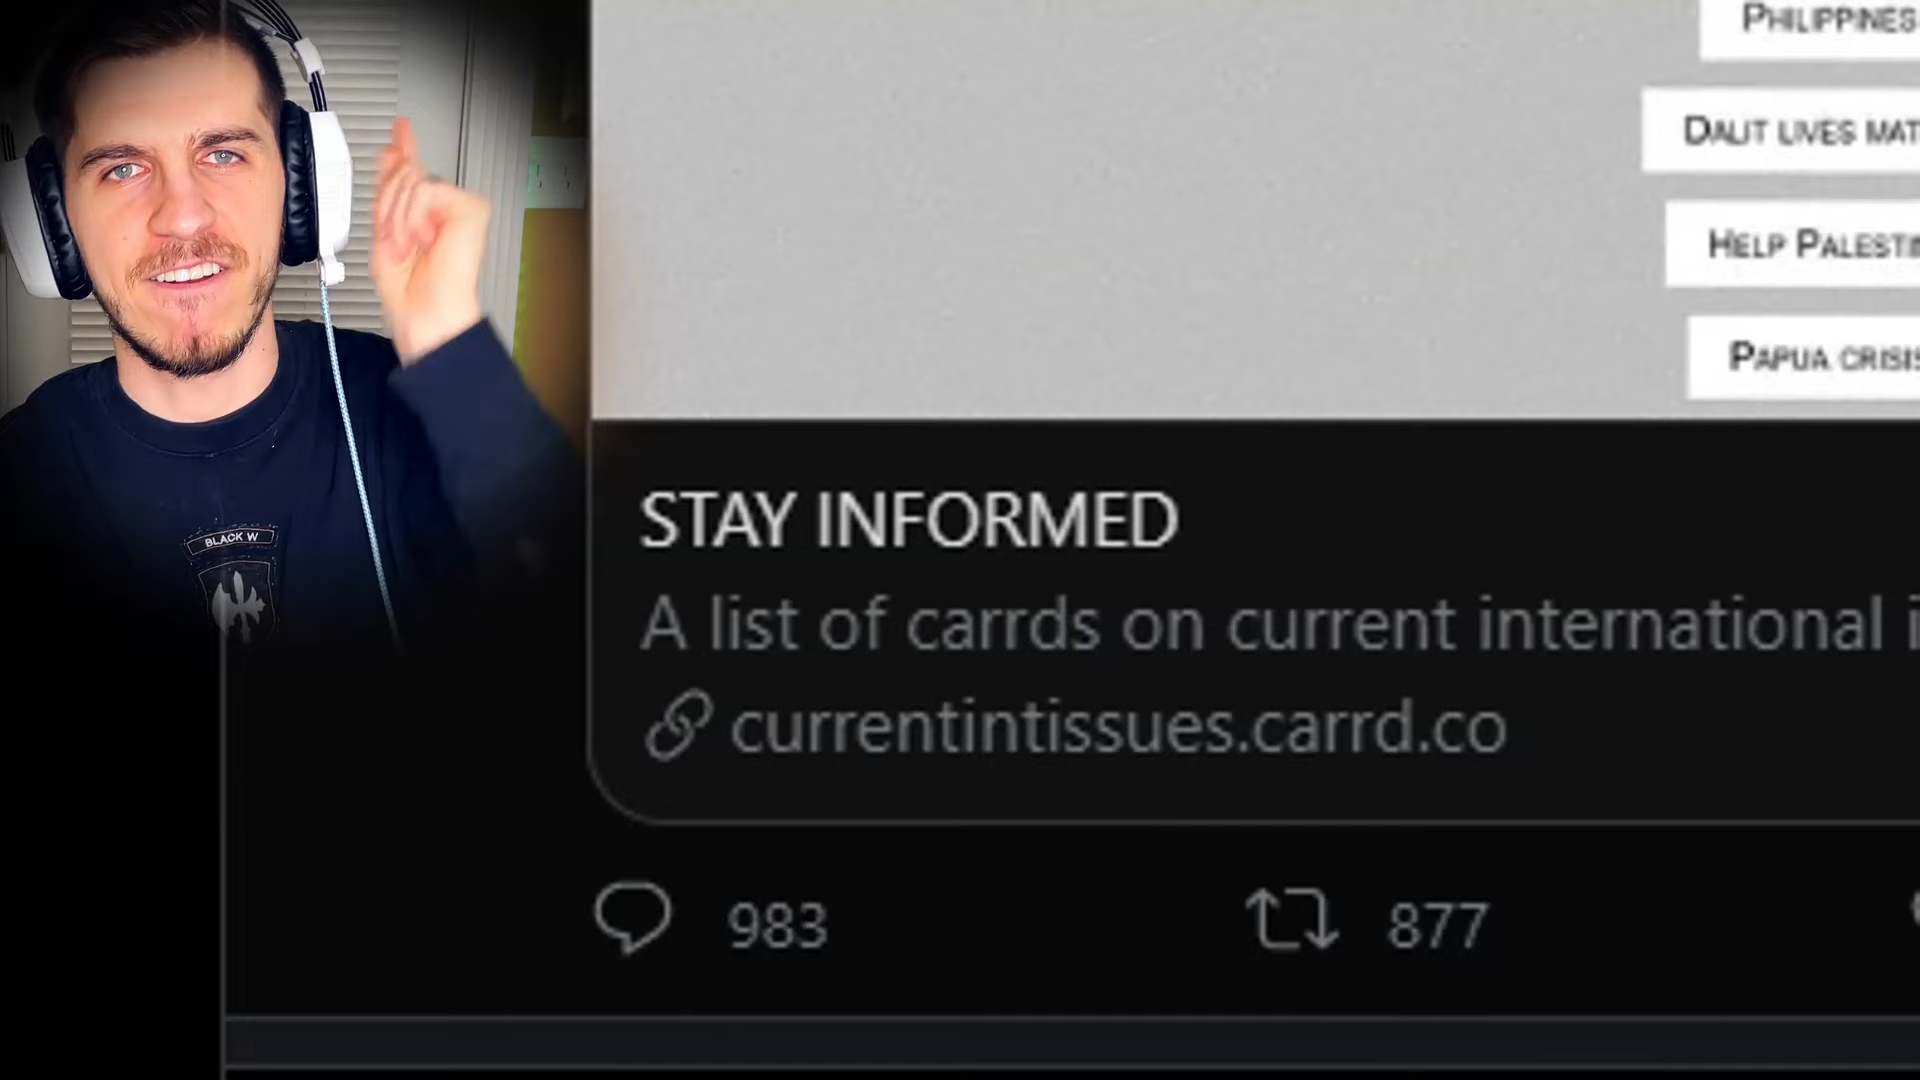 PHILIPPINES
DALIT LIVES MAT
HELP PALESTIN
PAPUA CRISIS
BLACK W
STAY INFORMED
A list of carrds on current international i
currentintissues.carrd.co
983
877